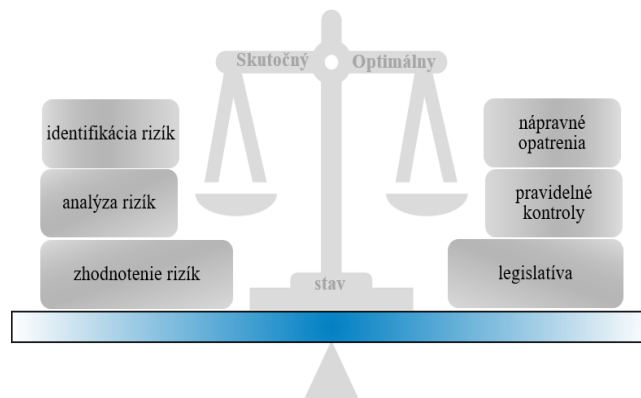 Skutočný Optimálny
identifikácia rizík
analýza rizík
zhodnotenie rizík
nápravné
opatrenia
pravidelné
kontroly
legislatíva
stav